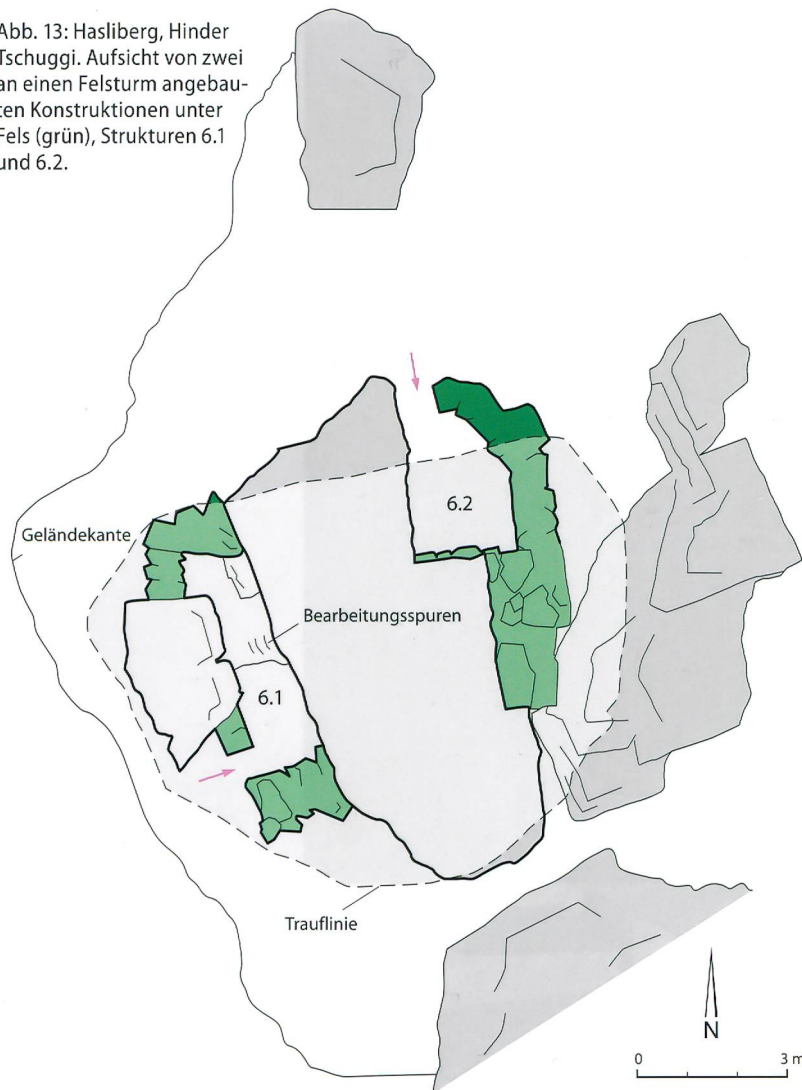 Abb. 13: Hasliberg, Hinder
Tschuggi. Aufsicht von zwei
an einen Felsturm angebau-
ten Konstruktionen unter
Fels (grün), Strukturen 6.1
und 6.2.
6.2
Geländekante
Bearbeitungsspuren
6.1
Trauflinie
N
0 3 m